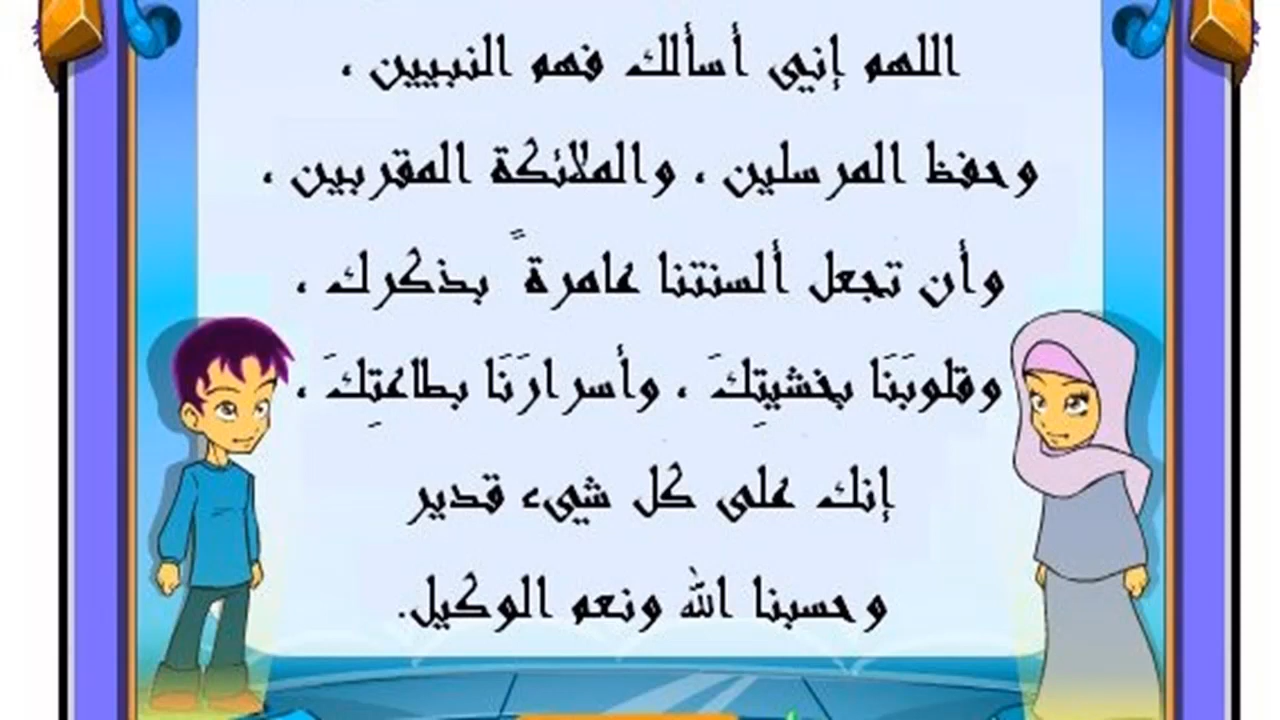 اللهم إني أسألك فهم النبيين ،
وحفظ المرسلين ، والملائكة المقربين ،
وأن تجعل ألسنتنا عامرةً بذكرك ،
وقلوبَنَا بخشيتِكَ ، وأسرارَنَا بطاعتِكَ ،
إنك على كل شيء قدير
وحسبنا الله ونعم الوكيل.